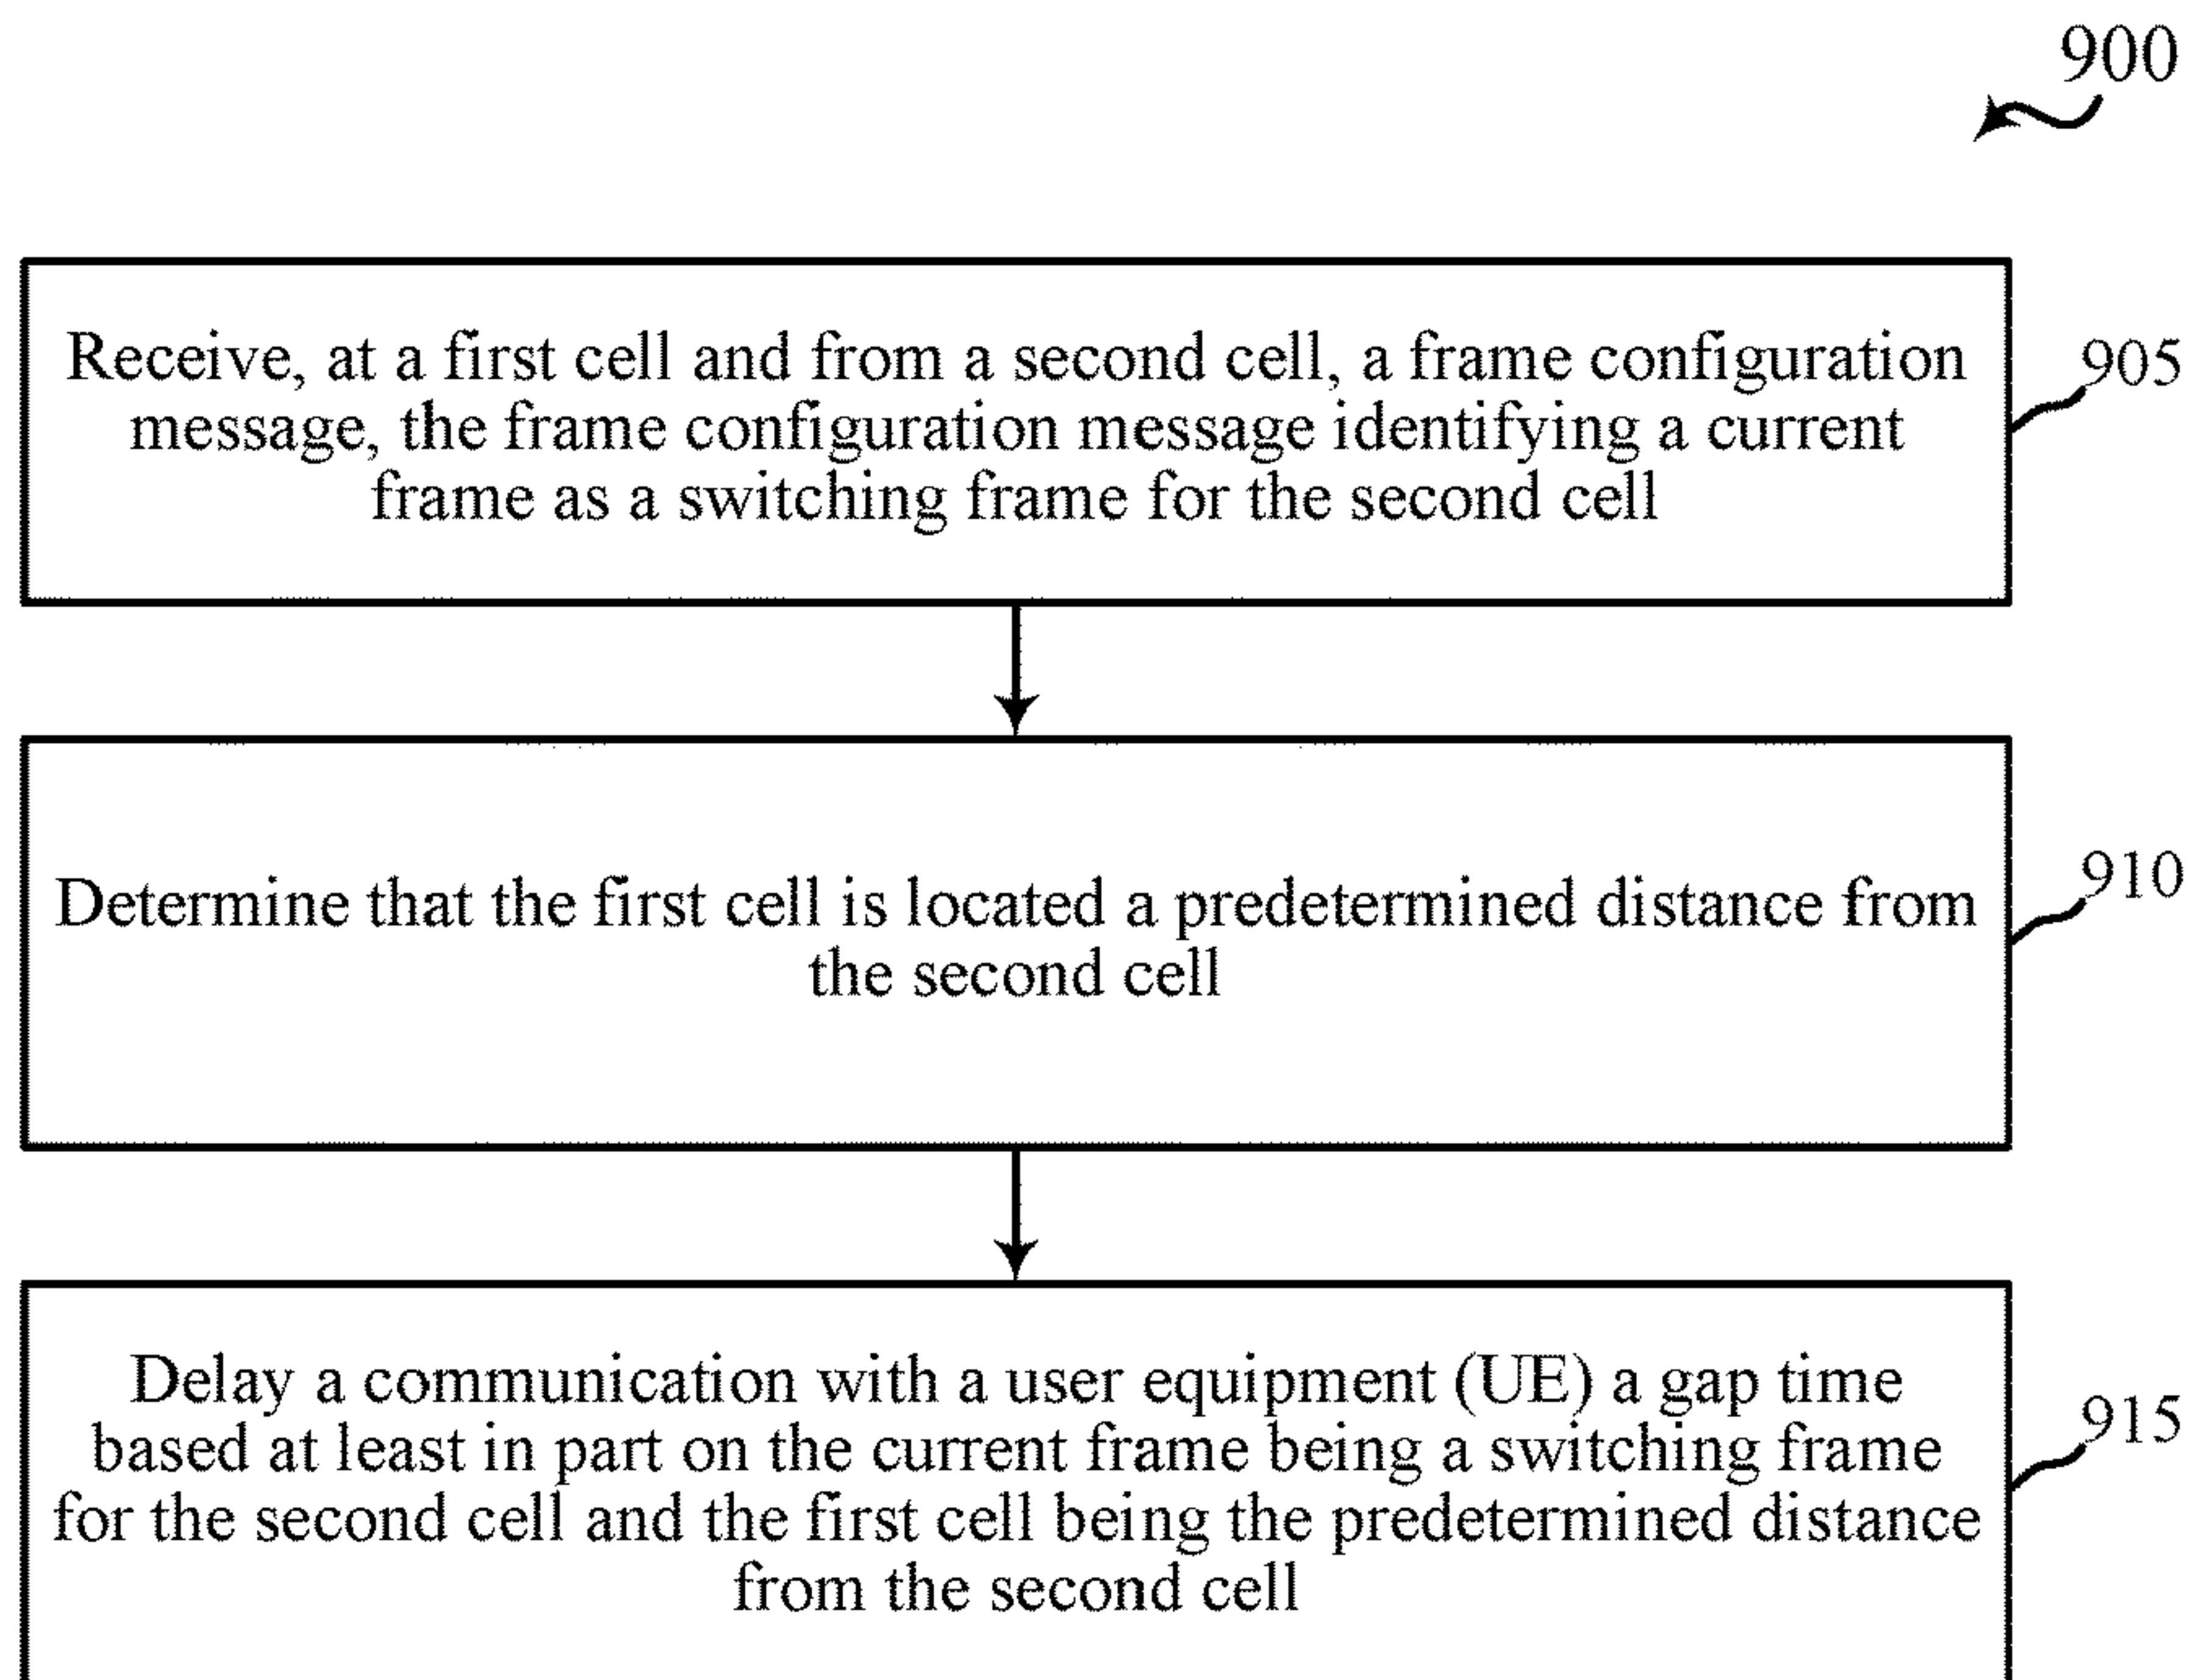 900
Receive, at a first cell and from a second cell, a frame configuration
message, the frame configuration message identifying a current
frame as a switching frame for the second cell
905
Determine that the first cell is located a predetermined distance from
the second cell
910
Delay a communication with a user equipment (UE) a gap time
based at least in part on the current frame being a switching frame
for the second cell and the first cell being the predetermined distance
from the second cell
915